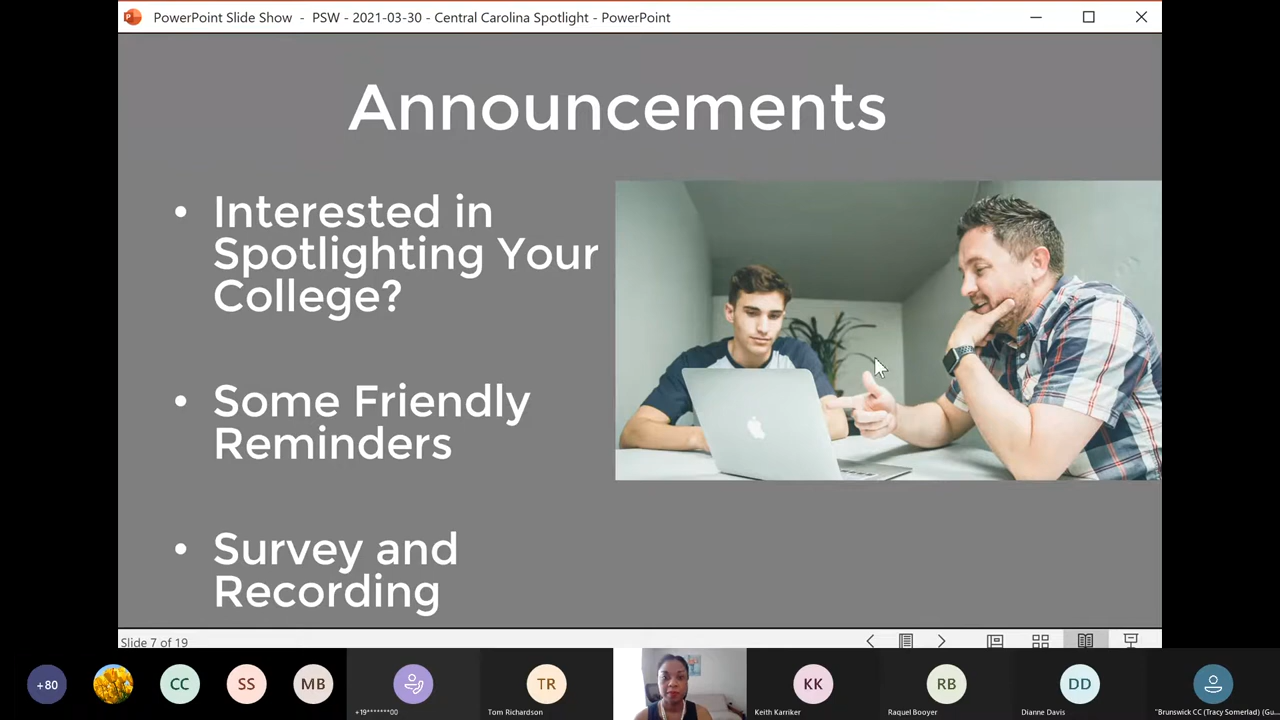 PowerPoint Slide Show - PSW - 2021-03-30 - Central Carolina Spotlight - PowerPoint
Announcements
• Interested in
Spotlighting Your
College?
• Some Friendly
Reminders
• Survey and
Recording
Slide 7 of 19
+80
CC
SS
MB
+19*******00
TR
Tom Richardson
KK
Keith Karriker
RB
Raquel Booyer
DD
Dianne Davis
"Brunswick CC (Tracy Somerlad) (Gu...